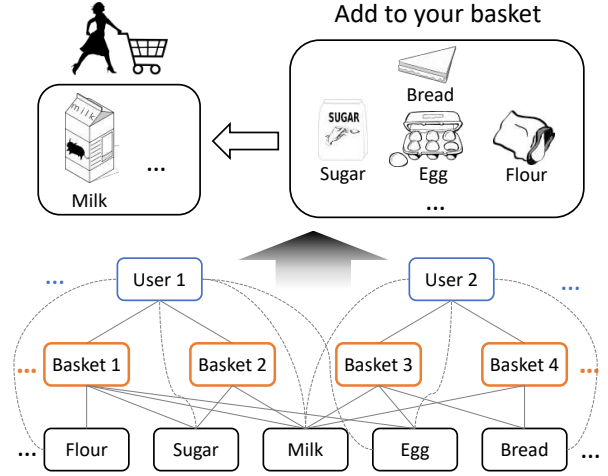 Add to your basket
milk
Milk
...
Bread
SUGAR
Sugar
Egg
Flour
...
... User 1 User 2 ...
... Basket 1 Basket 2 Basket 3 Basket 4 ...
... Flour Sugar Milk Egg Bread ...